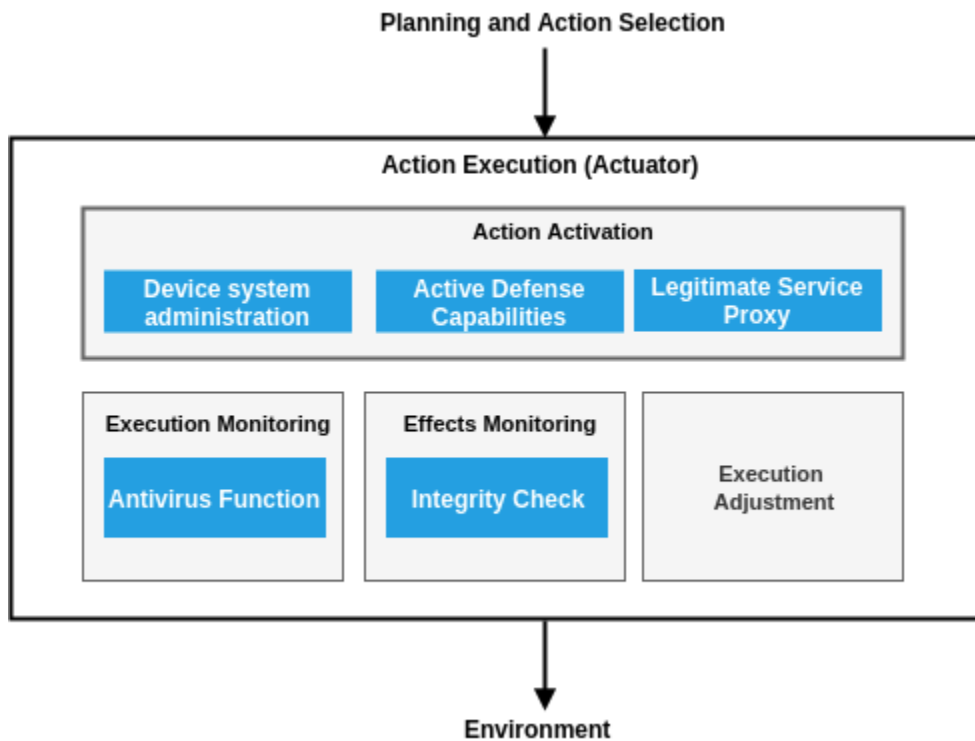 Planning and Action Selection
Action Execution (Actuator)
Action Activation
Device system
administration
Active Defense
Capabilities
Legitimate Service
Proxy
Execution Monitoring
Antivirus Function
Effects Monitoring
Integrity Check
Execution
Adjustment
Environment